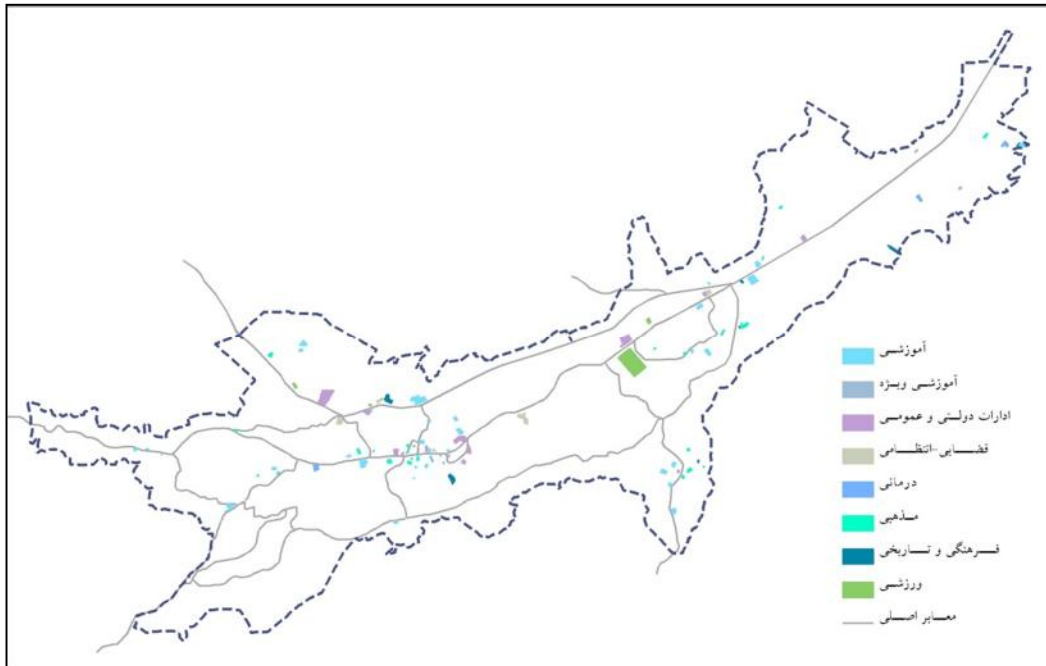 آموزشی
آموزشی ویژه
ادارات دولتی و عمومی
قضایی-انتظامی
درمانی
مذهبی
فرهنگی و تاریخی
ورزشی
معابر اصلی